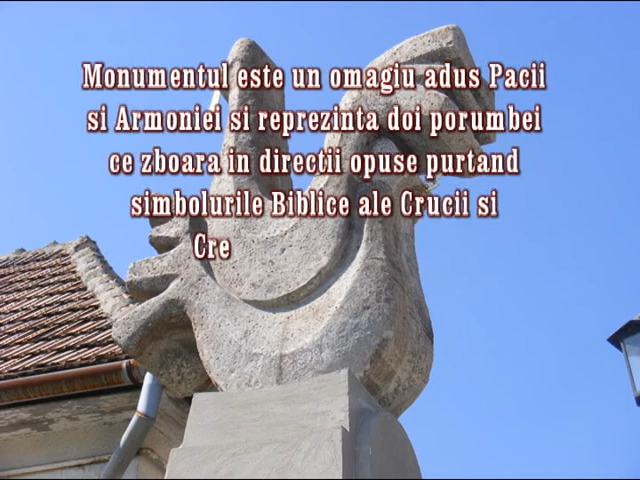 Monumentul este un omagiu adus Pacii
si Armoniei si reprezinta doi porumbei
ce zboara in directii opuse purtand
simbolurile Biblice ale Crucii si
Cre